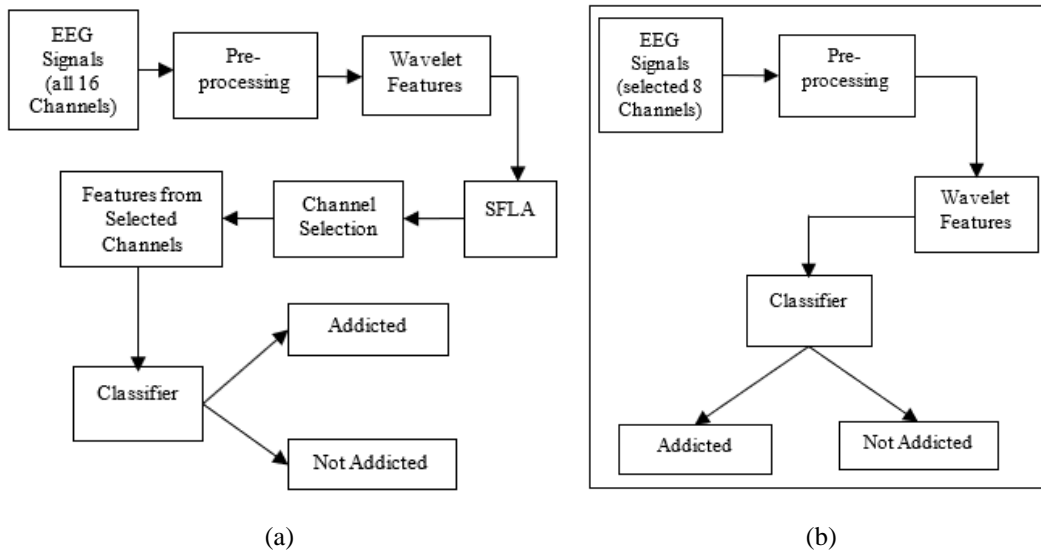 EEG
Signals
(all 16
Channels)
Pre-
processing
Wavelet
Features
SFLA
Channel
Selection
Features from
Selected
Channels
Classifier
Addicted
Not Addicted
(a)
EEG
Signals
(selected 8
Channels)
Pre-
processing
Wavelet
Features
Classifier
Addicted
Not Addicted
(b)